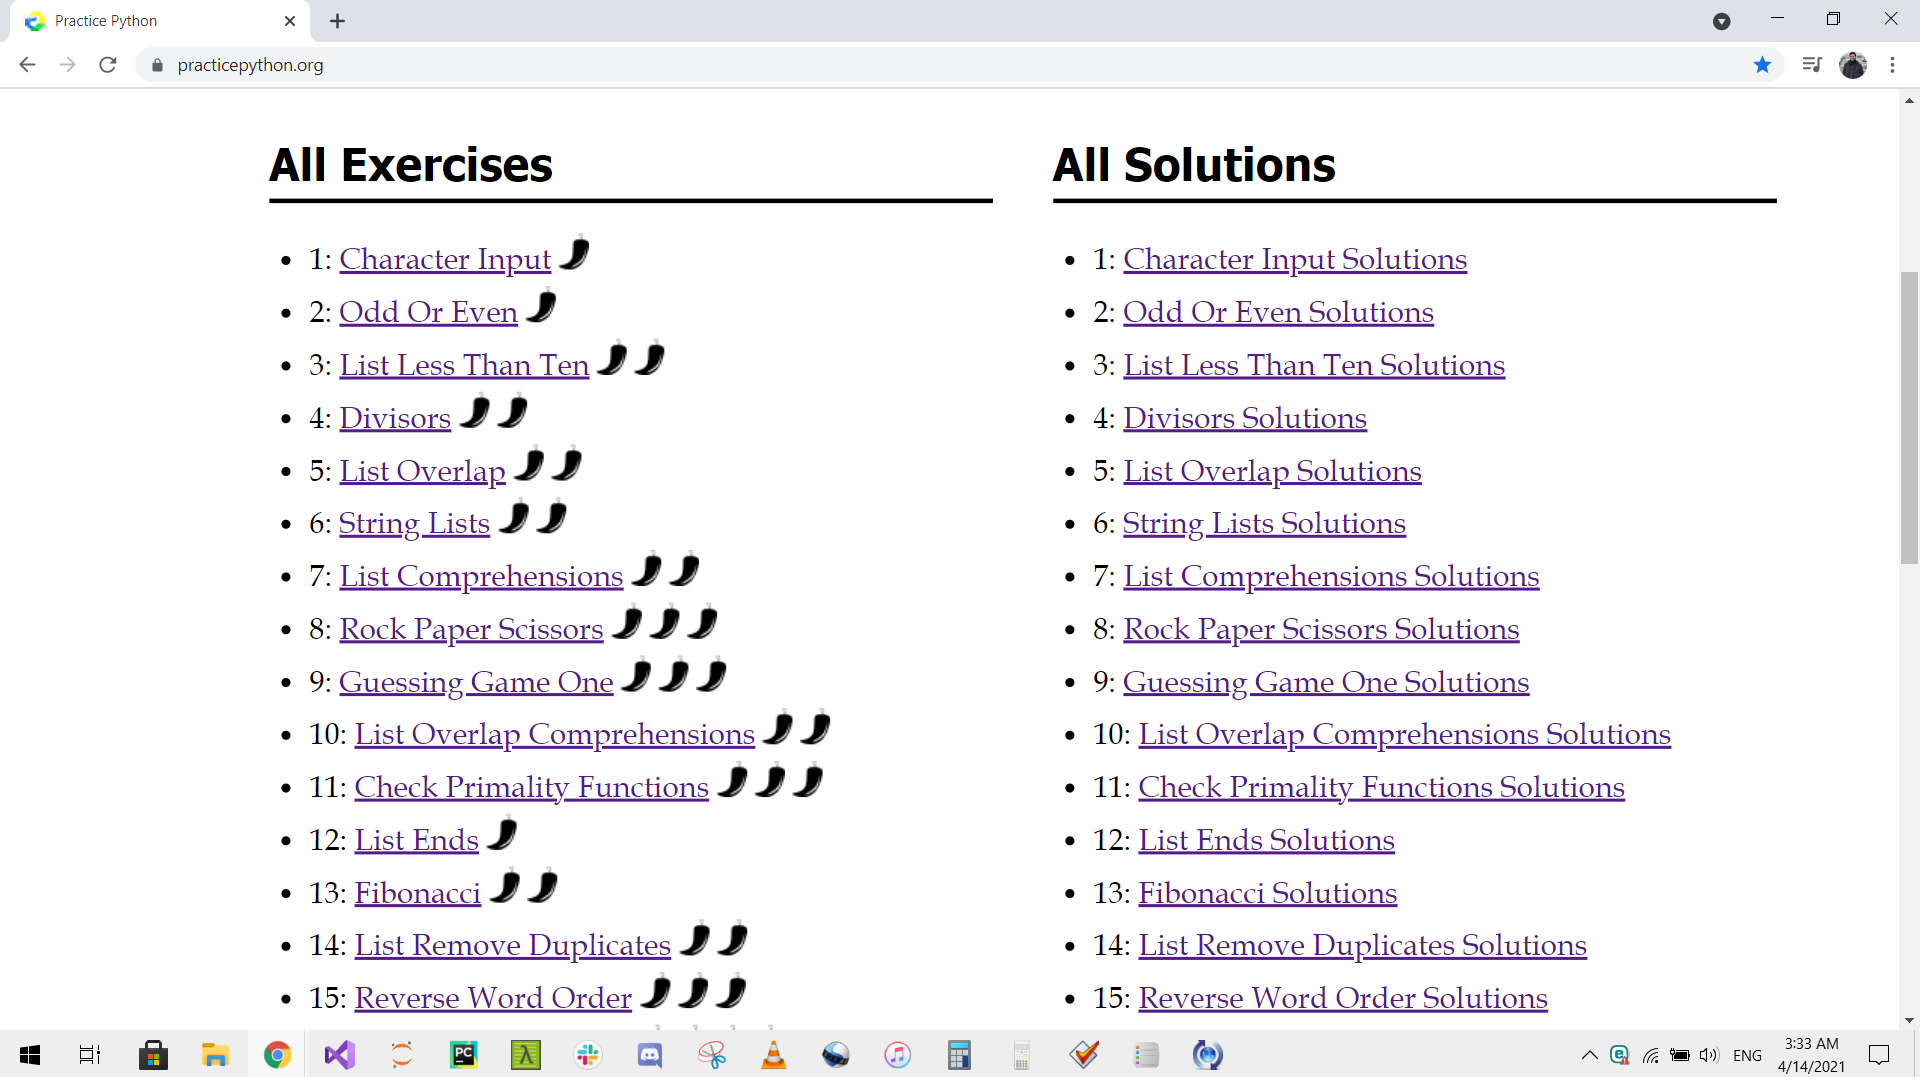 Practice Python
practicepython.org
All Exercises
1: Character Input
2: Odd Or Even
3: List Less Than Ten
4: Divisors
5: List Overlap
6: String Lists
7: List Comprehensions
8: Rock Paper Scissors
9: Guessing Game One
10: List Overlap Comprehensions
11: Check Primality Functions
12: List Ends
13: Fibonacci
14: List Remove Duplicates
15: Reverse Word Order
All Solutions
1: Character Input Solutions
2: Odd Or Even Solutions
3: List Less Than Ten Solutions
4: Divisors Solutions
5: List Overlap Solutions
6: String Lists Solutions
7: List Comprehensions Solutions
8: Rock Paper Scissors Solutions
9: Guessing Game One Solutions
10: List Overlap Comprehensions Solutions
11: Check Primality Functions Solutions
12: List Ends Solutions
13: Fibonacci Solutions
14: List Remove Duplicates Solutions
15: Reverse Word Order Solutions
PC
λ
e
ENG
3:33 AM
4/14/2021